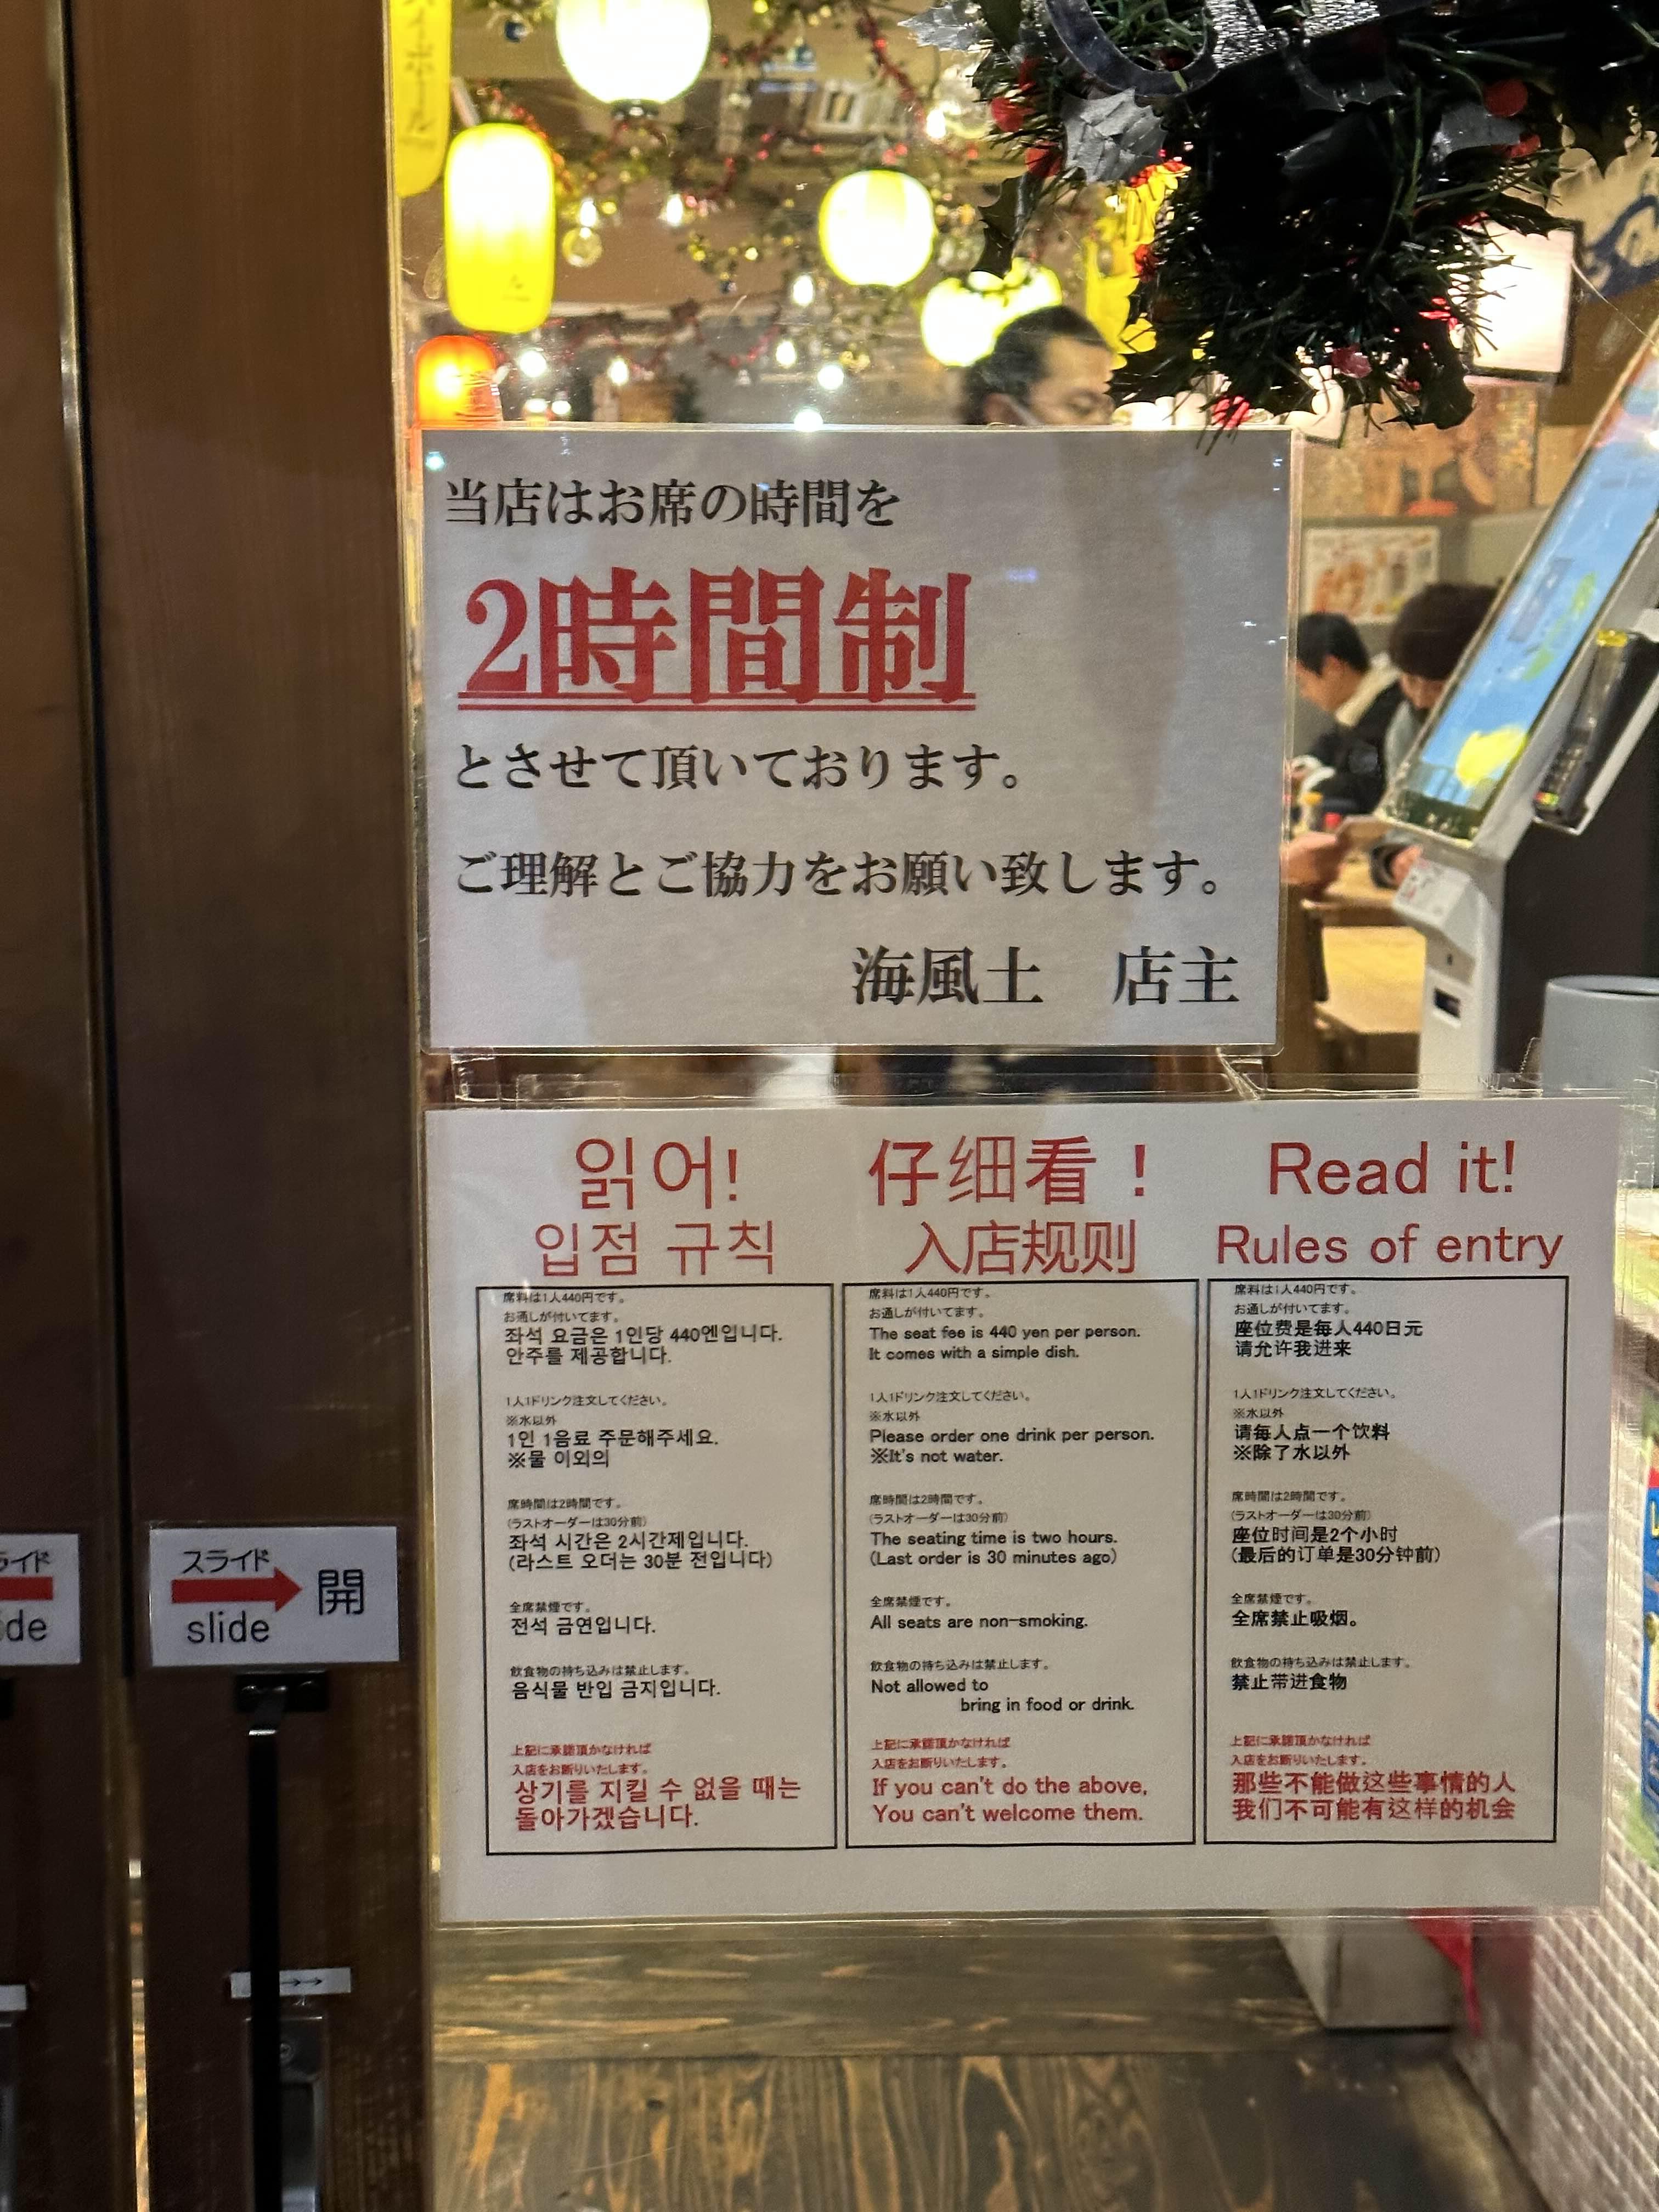 当店はお席の時間を
2時間制
とさせて頂いております。
ご理解とご協力をお願い致します。
海風土 店主
읽어!
입점 규칙
席料は1人440円です。
お通しが付いてます。
좌석 요금은 1인당 440엔입니다.
안주를 제공합니다.
1人1ドリンク注文してください。
※水以外
1인 1음료 주문해주세요.
※물 이외의
席時間は2時間です。
(ラストオーダーは30分前)
좌석 시간은 2시간제입니다.
(라스트 오더는 30분 전입니다)
全席禁煙です。
전석 금연입니다.
飲食物の持ち込みは禁止します。
음식물 반입 금지입니다.
上記に承諾頂かなければ
入店をお断りいたします。
상기를 지킬 수 없을 때는
돌아가겠습니다.
仔细看！
入店规则
席料は1人440円です。
お通しが付いてます。
The seat fee is 440 yen per person.
It comes with a simple dish.
1人1ドリンク注文してください。
※水以外
Please order one drink per person.
※It's not water.
席時間は2時間です。
(ラストオーダーは30分前)
The seating time is two hours.
(Last order is 30 minutes ago)
全席禁煙です。
All seats are non-smoking.
飲食物の持ち込みは禁止します。
Not allowed to
bring in food or drink.
上記に承諾頂かなければ
入店をお断りいたします。
If you can't do the above,
You can't welcome them.
Read it!
Rules of entry
席料は1人440円です。
お通しが付いてます。
座位费是每人440日元
请允许我进来
1人1ドリンク注文してください。
※水以外
请每人点一个饮料
※除了水以外
席時間は2時間です。
(ラストオーダーは30分前)
座位时间是2个小时
(最后的订单是30分钟前)
全席禁煙です。
全席禁止吸烟。
飲食物の持ち込みは禁止します。
禁止带进食物
上記に承諾頂かなければ
入店をお断りいたします。
那些不能做这些事情的人
我们不可能有这样的机会
スライド
開
slide